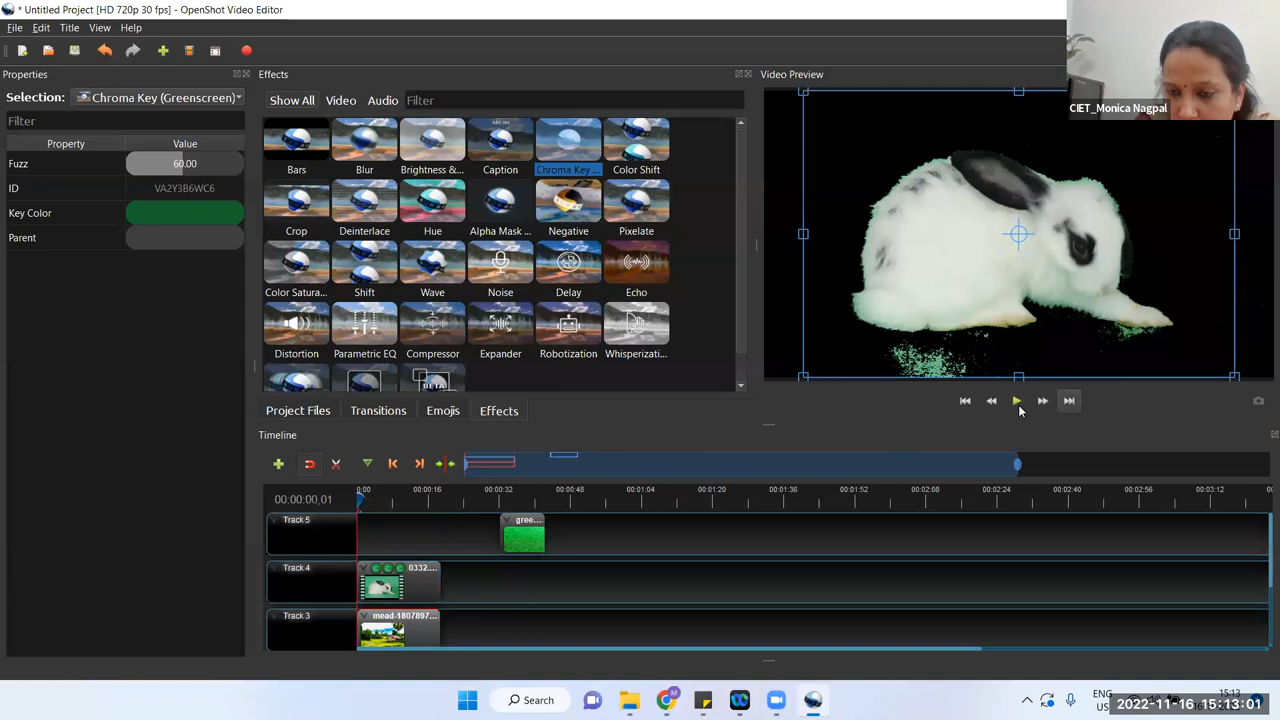 * Untitled Project [HD 720p 30 fps] - OpenShot Video Editor
File Edit Title View Help
CIET_Monica Nagpal
Properties
Effects
Video Preview
Selection: Chroma Key (Greenscreen)
Show All Video Audio Filter
Filter
Property Value
Fuzz 60.00
ID VA2Y3B6WC6
Key Color
Parent
Bars Blur Brightness &... Caption Chroma Key ... Color Shift
Crop Deinterlace Hue Alpha Mask ... Negative Pixelate
Color Satura... Shift Wave Noise Delay Echo
Distortion Parametric EQ Compressor Expander Robotization Whisperizati...
BETA
Project Files Transitions Emojis Effects
Timeline
00:00:00,01
0:00 00:00:16 00:00:32 00:00:48 00:01:04 00:01:20 00:01:36 00:01:52 00:02:08 00:02:24 00:02:40 00:02:56 00:03:12
Track 5 gree...
Track 4 C C C 0332....
Track 3 mead-1807897...
Search
ENG
15:13
2022-11-16 15:13:01